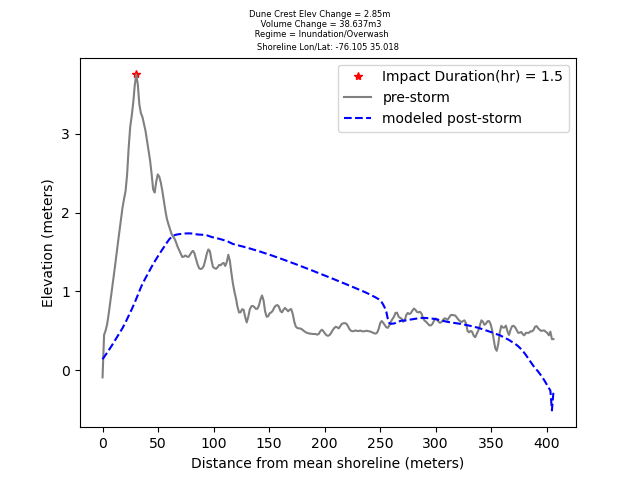 Dune Crest Elev Change = 2.85m
Volume Change = 38.637m3
Regime = Inundation/Overwash
Shoreline Lon/Lat: -76.105 35.018
Impact Duration(hr) = 1.5
pre-storm
modeled post-storm
Elevation (meters)
3
2
1
0
0 50 100 150 200 250 300 350 400
Distance from mean shoreline (meters)